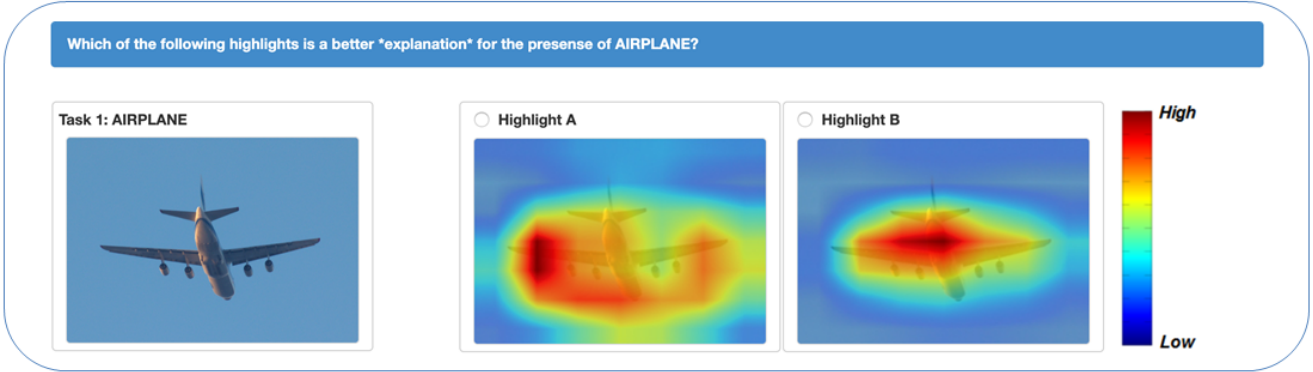 Which of the following highlights is a better *explanation* for the presense of AIRPLANE?
Task 1: AIRPLANE
Highlight A
Highlight B
High
Low